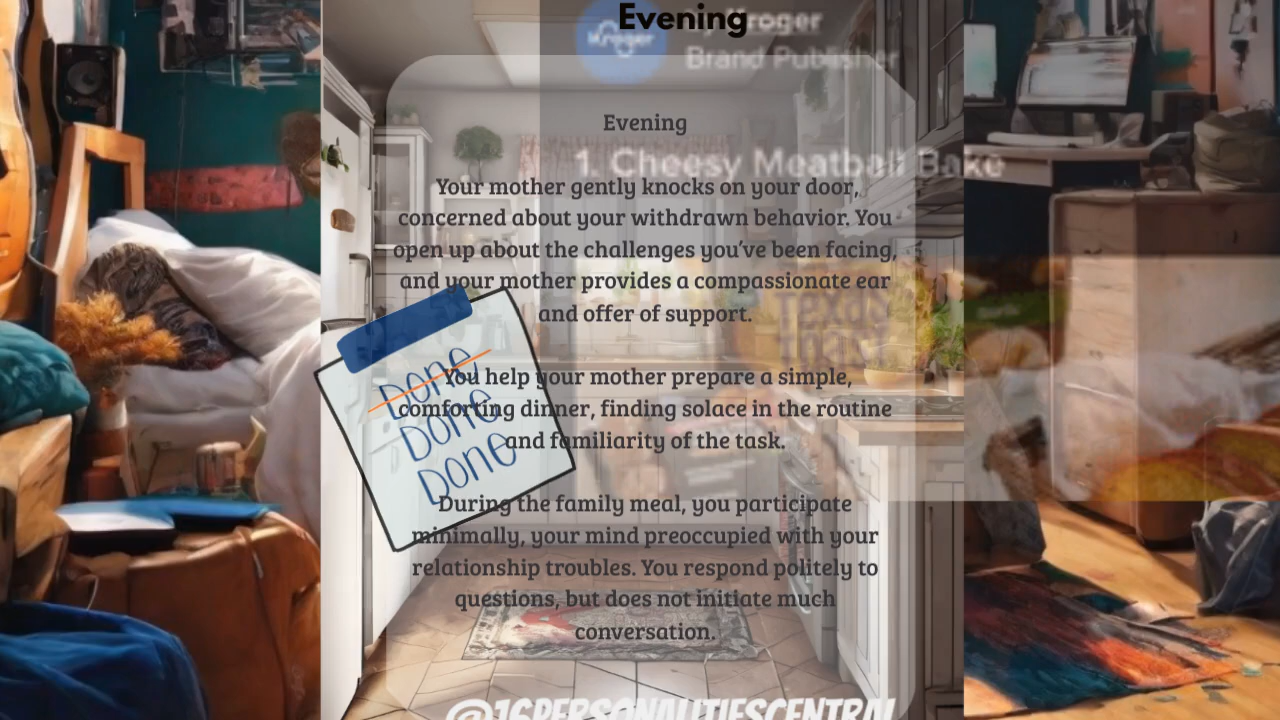 Evening
by Kroger
Kroger
Brand Publisher
Evening
1. Cheesy Meatball Bake
Your mother gently knocks on your door,
concerned about your withdrawn behavior. You
open up about the challenges you've been facing,
and your mother provides a compassionate ear
and offer of support.
Texas
Toast
You help your mother prepare a simple,
comforting dinner, finding solace in the routine
and familiarity of the task.
Done
Done
Done
During the family meal, you participate
minimally, your mind preoccupied with your
relationship troubles. You respond politely to
questions, but does not initiate much
conversation.
@16PERSONALITIESCENTRAL